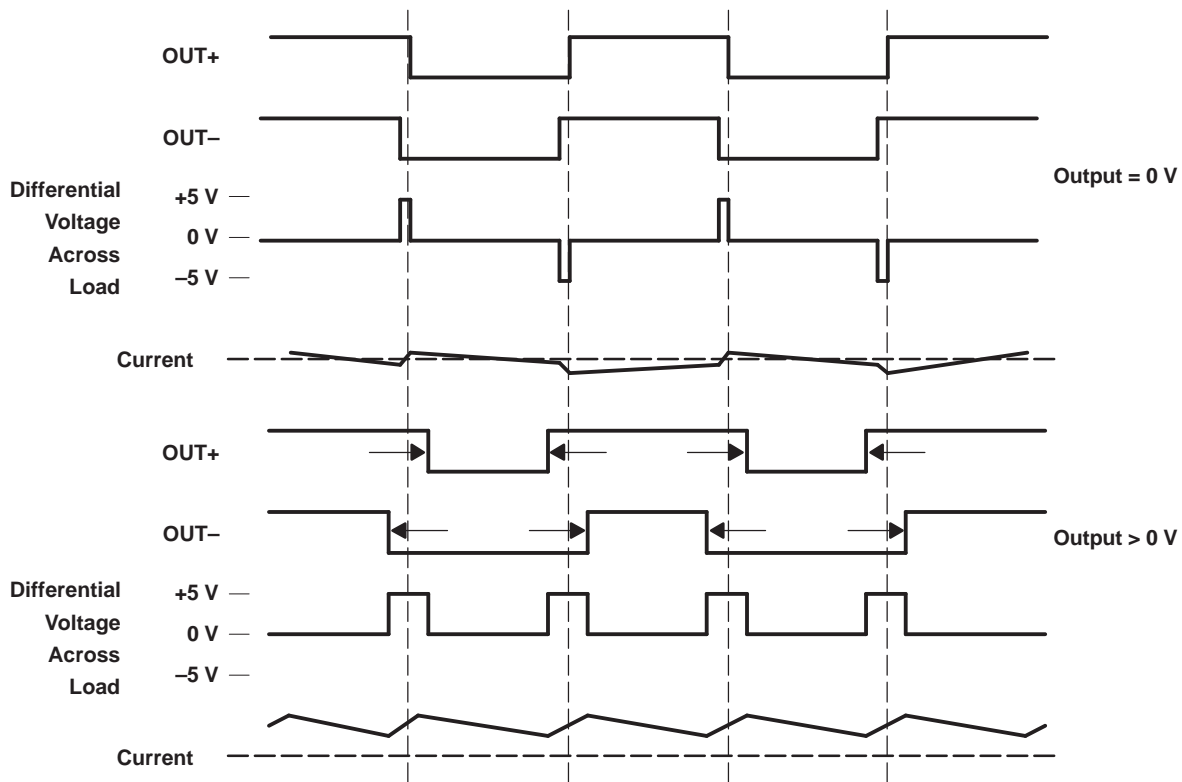 OUT+
OUT–
Output = 0 V
Differential
Voltage
Across
Load
+5 V
0 V
–5 V
Current
OUT+
OUT–
Output > 0 V
Differential
Voltage
Across
Load
+5 V
0 V
–5 V
Current